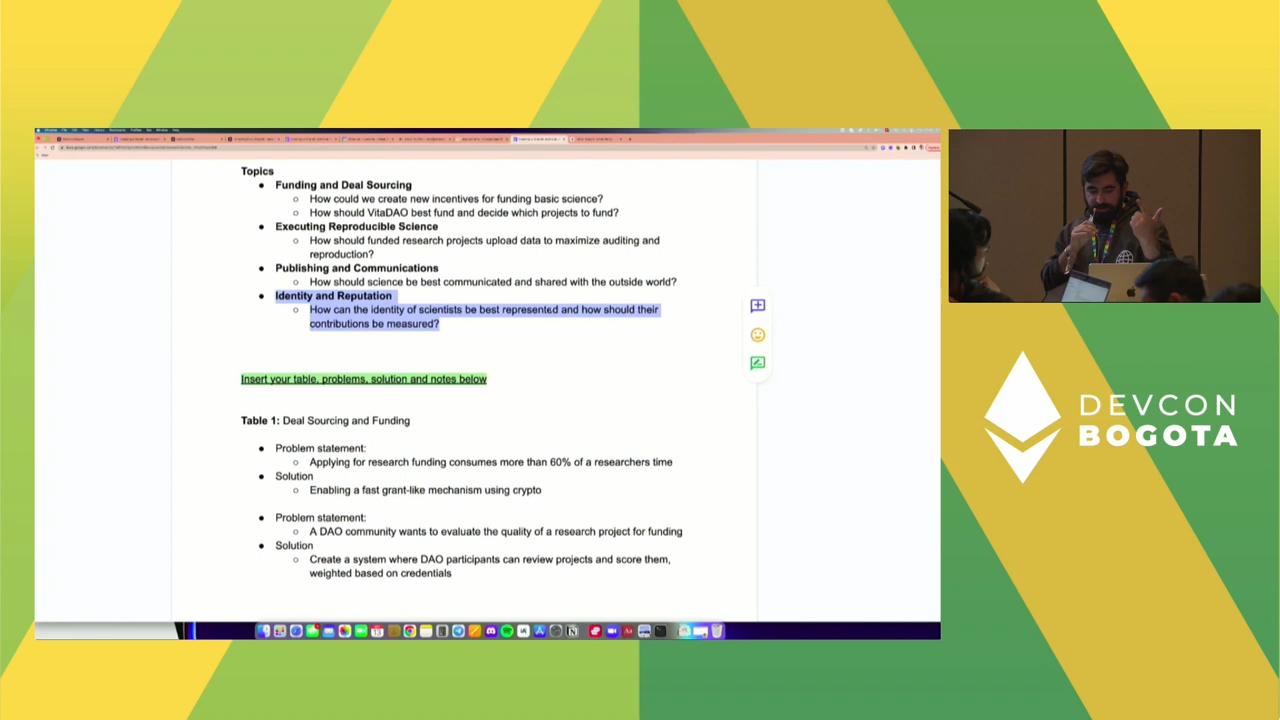 Topics
● Funding and Deal Sourcing
○ How could we create new incentives for funding basic science?
○ How should VitaDAO best fund and decide which projects to fund?
● Executing Reproducible Science
○ How should funded research projects upload data to maximize auditing and
reproduction?
● Publishing and Communications
○ How should science be best communicated and shared with the outside world?
● Identity and Reputation
○ How can the identity of scientists be best represented and how should their
contributions be measured?
Insert your table, problems, solution and notes below
Table 1: Deal Sourcing and Funding
● Problem statement:
○ Applying for research funding consumes more than 60% of a researchers time
● Solution
○ Enabling a fast grant-like mechanism using crypto
● Problem statement:
○ A DAO community wants to evaluate the quality of a research project for funding
● Solution
○ Create a system where DAO participants can review projects and score them,
weighted based on credentials
DEVCON
BOGOTA